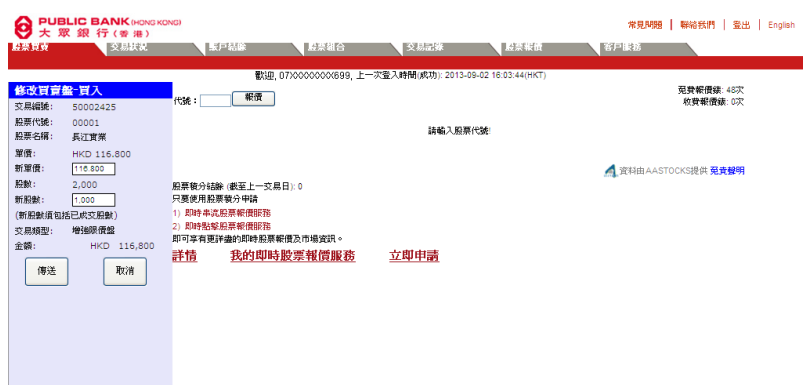 PUBLIC BANK (HONG KONG)
大眾銀行(香港)
常見問題 | 聯絡我們 | 登出 | English
股票買賣 交易狀況 賬戶結餘 股票組合 交易記錄 股票報價 客戶服務
歡迎, 07XXXXXXXX699, 上一次登入時間(成功): 2013-09-02 16:03:44(HKT)
修改買賣盤-買入
交易編號: 50002425
股票代號: 00001
股票名稱: 長江實業
單價: HKD 116.800
新單價: 116.800
股數: 2,000
新股數: 1,000
(新股數須包括已成交股數)
交易類型: 增強限價盤
金額: HKD 116,800
傳送 取消
代號: 報價
免費報價錶: 48次
收費報價錶: 0次
請輸入股票代號!
資料由AASTOCKS提供 免責聲明
股票積分結餘 (截至上一交易日): 0
只要使用股票積分申請
1) 即時串流股票報價服務
2) 即時點擊股票報價服務
即可享有更詳盡的即時股票報價及市場資訊。
詳情 我的即時股票報價服務 立即申請